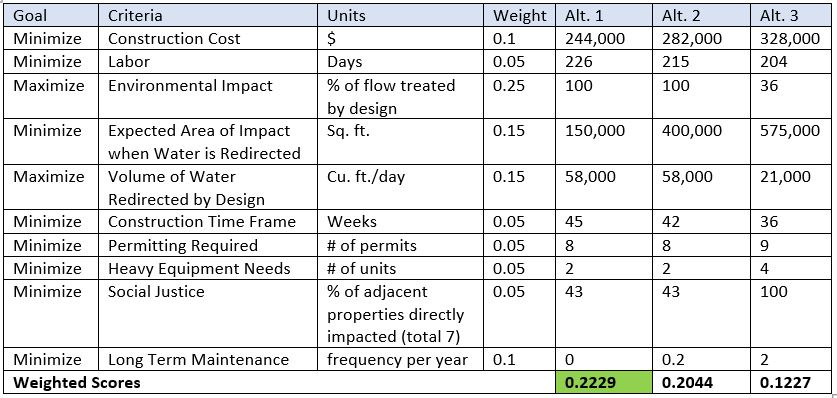 Goal Criteria Units Weight Alt. 1 Alt. 2 Alt. 3
Minimize Construction Cost $ 0.1 244,000 282,000 328,000
Minimize Labor Days 0.05 226 215 204
Maximize Environmental Impact % of flow treated 0.25 100 100 36
by design
Minimize Expected Area of Impact Sq. ft. 0.15 150,000 400,000 575,000
when Water is Redirected
Maximize Volume of Water Cu. ft./day 0.15 58,000 58,000 21,000
Redirected by Design
Minimize Construction Time Frame Weeks 0.05 45 42 36
Minimize Permitting Required # of permits 0.05 8 8 9
Minimize Heavy Equipment Needs # of units 0.05 2 2 4
Minimize Social Justice % of adjacent 0.05 43 43 100
properties directly
impacted (total 7)
Minimize Long Term Maintenance frequency per year 0.1 0 0.2 2
Weighted Scores 0.2229 0.2044 0.1227